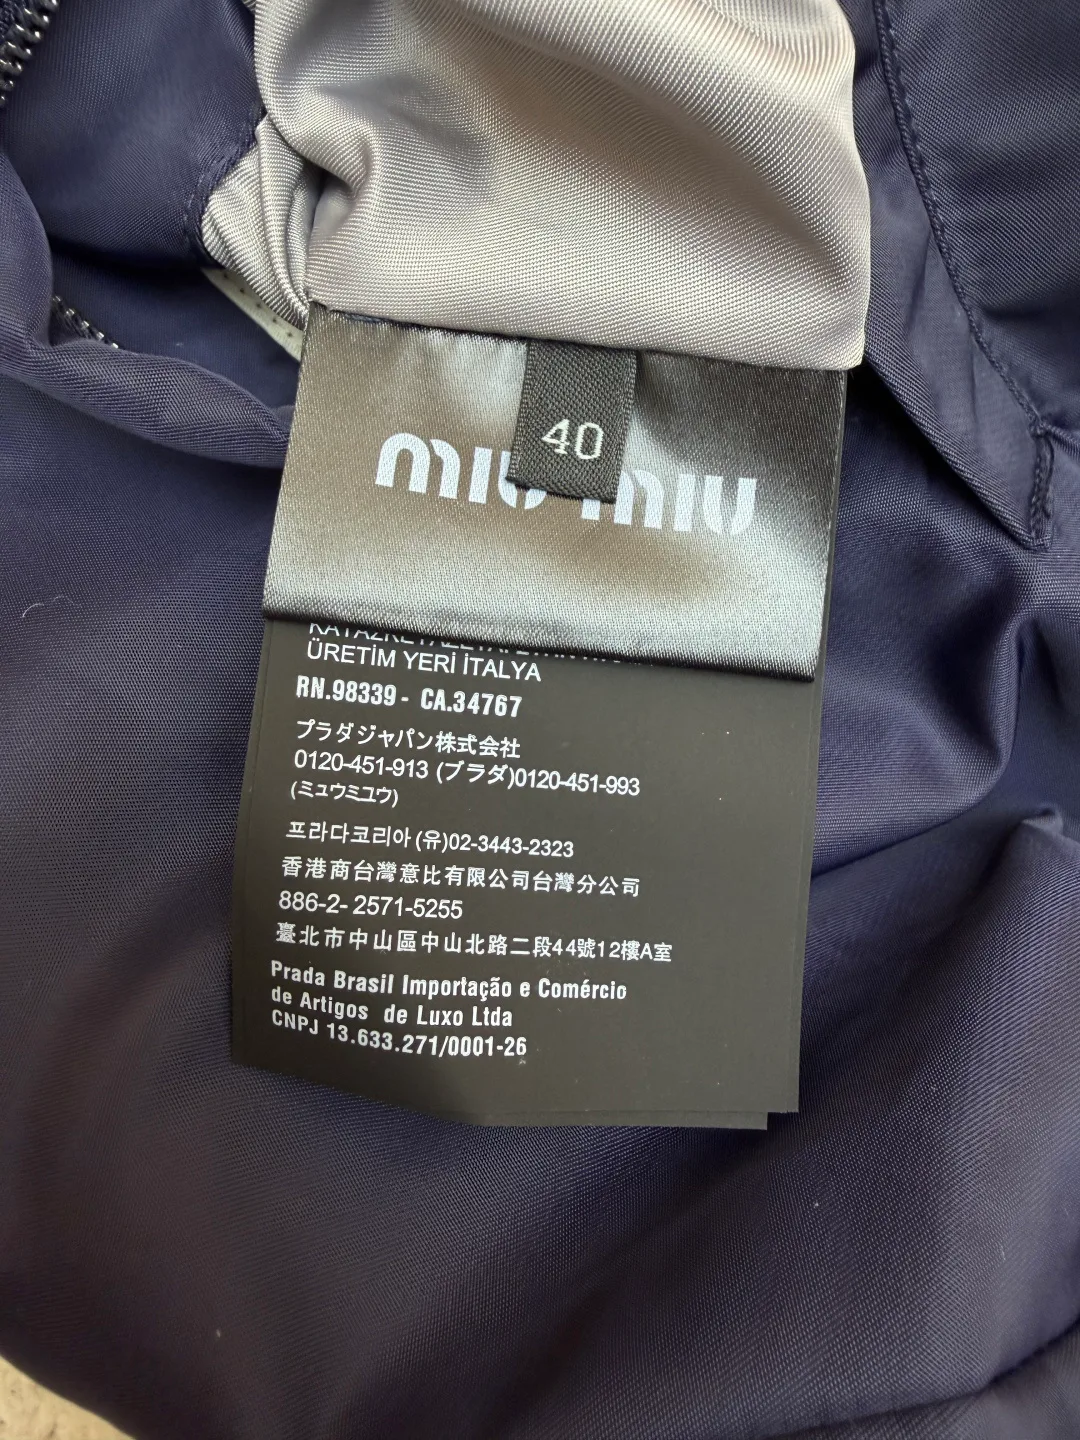 40
miu miu
ÜRETİM YERİ İTALYA
RN.98339 - CA.34767
プラダジャパン株式会社
0120-451-913 (プラダ)0120-451-993
(ミュウミユウ)
프라다코리아(유)02-3443-2323
香港商台灣意比有限公司台灣分公司
886-2- 2571-5255
臺北市中山區中山北路二段44號12樓A室
Prada Brasil Importação e Comércio
de Artigos de Luxo Ltda
CNPJ 13.633.271/0001-26